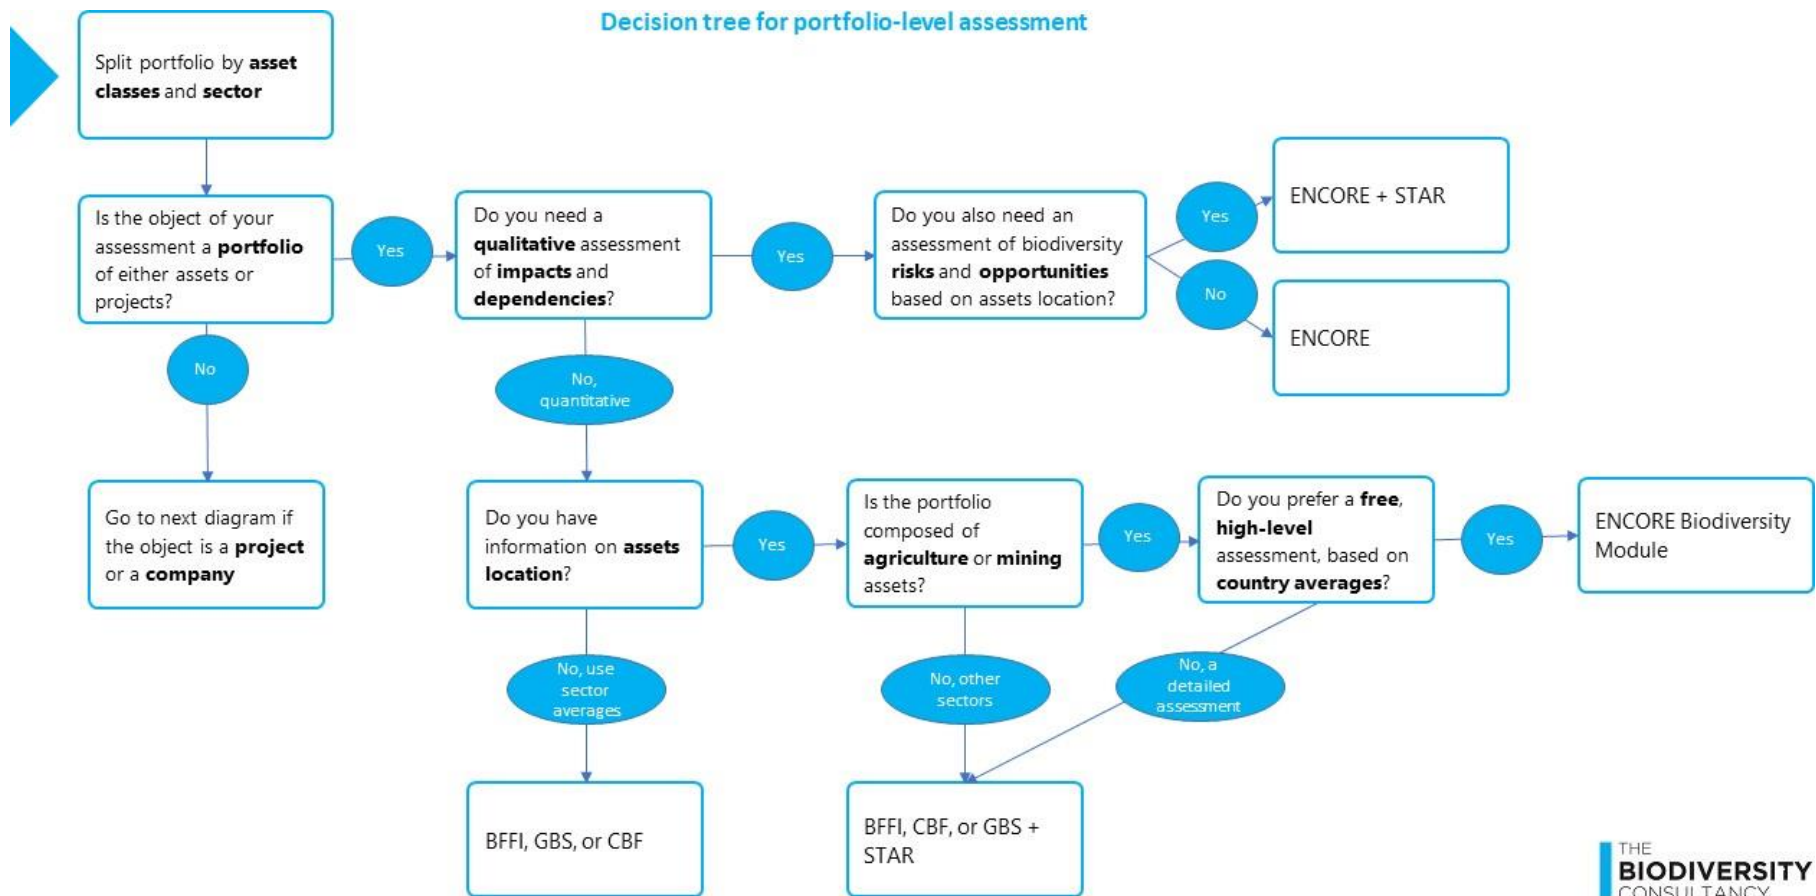 Decision tree for portfolio-level assessment
Split portfolio by asset
classes and sector
Is the object of your
assessment a portfolio
of either assets or
projects?
Yes
Do you need a
qualitative assessment
of impacts and
dependencies?
Yes
Do you also need an
assessment of biodiversity
risks and opportunities
based on assets location?
Yes
ENCORE + STAR
No
ENCORE
No
Go to next diagram if
the object is a project
or a company
No,
quantitative
Do you have
information on assets
location?
Yes
Is the portfolio
composed of
agriculture or mining
assets?
Yes
Do you prefer a free,
high-level
assessment, based on
country averages?
Yes
ENCORE Biodiversity
Module
No, use
sector
averages
No, other
sectors
No, a
detailed
assessment
BFFI, GBS, or CBF
BFFI, CBF, or GBS +
STAR
THE
BIODIVERSITY
CONSULTANCY